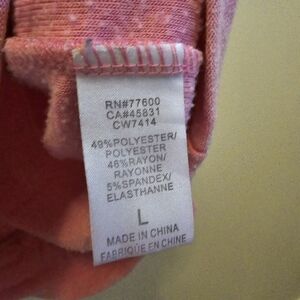 RN#77600
CA#45831
CW7414
49%POLYESTER/
POLYESTER
46%RAYON/
RAYONNE
5%SPANDEX/
ELASTHANNE
L
MADE IN CHINA
FABRIQUÉ EN CHINE